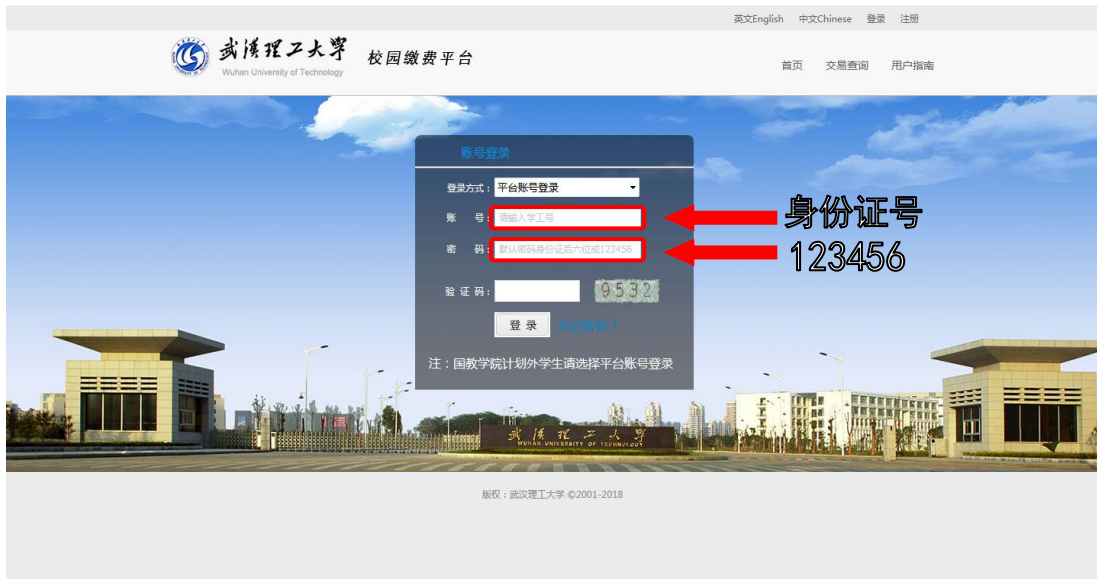 英文English 中文Chinese 登录 注册
武汉理工大学 校园缴费平台
Wuhan University of Technology
首页 交易查询 用户指南
账号登录
登录方式： 平台账号登录
账 号： 请输入学工号
身份证号
密 码： 默认密码身份证后六位或123456
123456
验 证 码： 9532
登 录 忘记密码？
注：国教学院计划外学生请选择平台账号登录
武汉理工大学
WUHAN UNIVERSITY OF TECHNOLOGY
版权：武汉理工大学 ©2001-2018